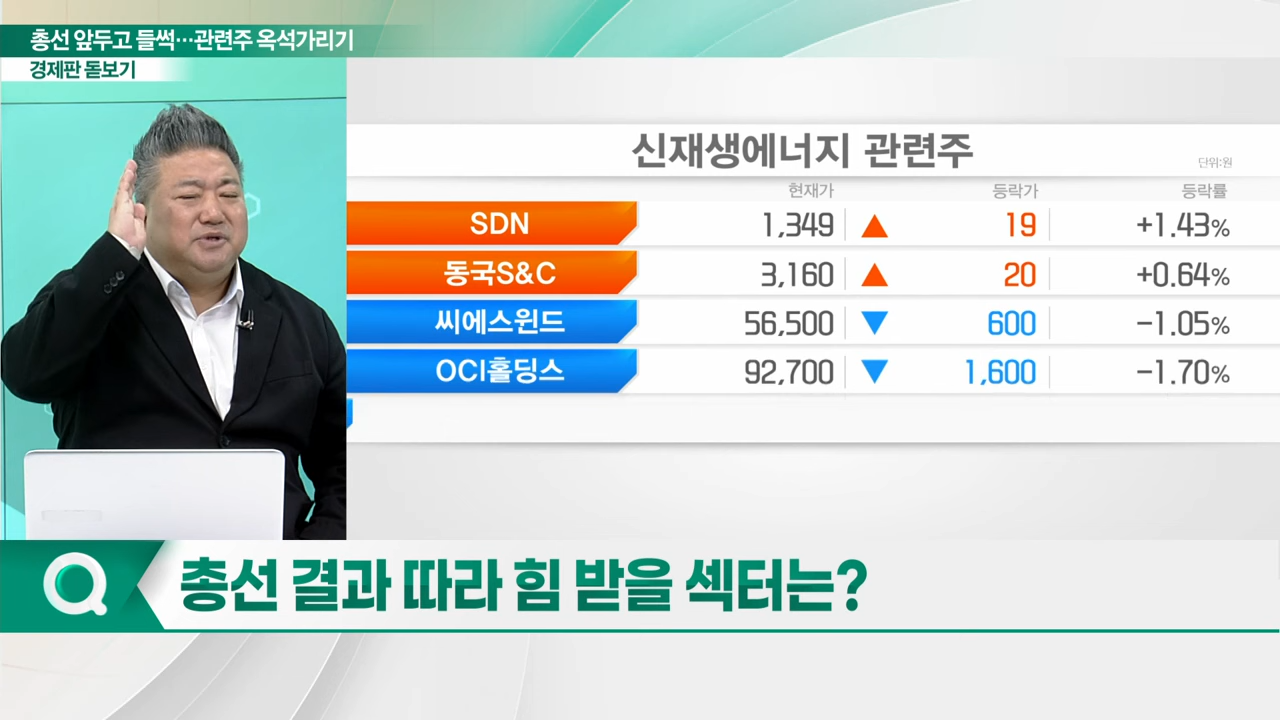 총선 앞두고 들썩…관련주 옥석가리기
경제판 돋보기
신재생에너지 관련주
단위:원
현재가 등락가 등락률
SDN 1,349 ▲ 19 +1.43%
동국S&C 3,160 ▲ 20 +0.64%
씨에스윈드 56,500 ▼ 600 -1.05%
OCI홀딩스 92,700 ▼ 1,600 -1.70%
총선 결과 따라 힘 받을 섹터는?